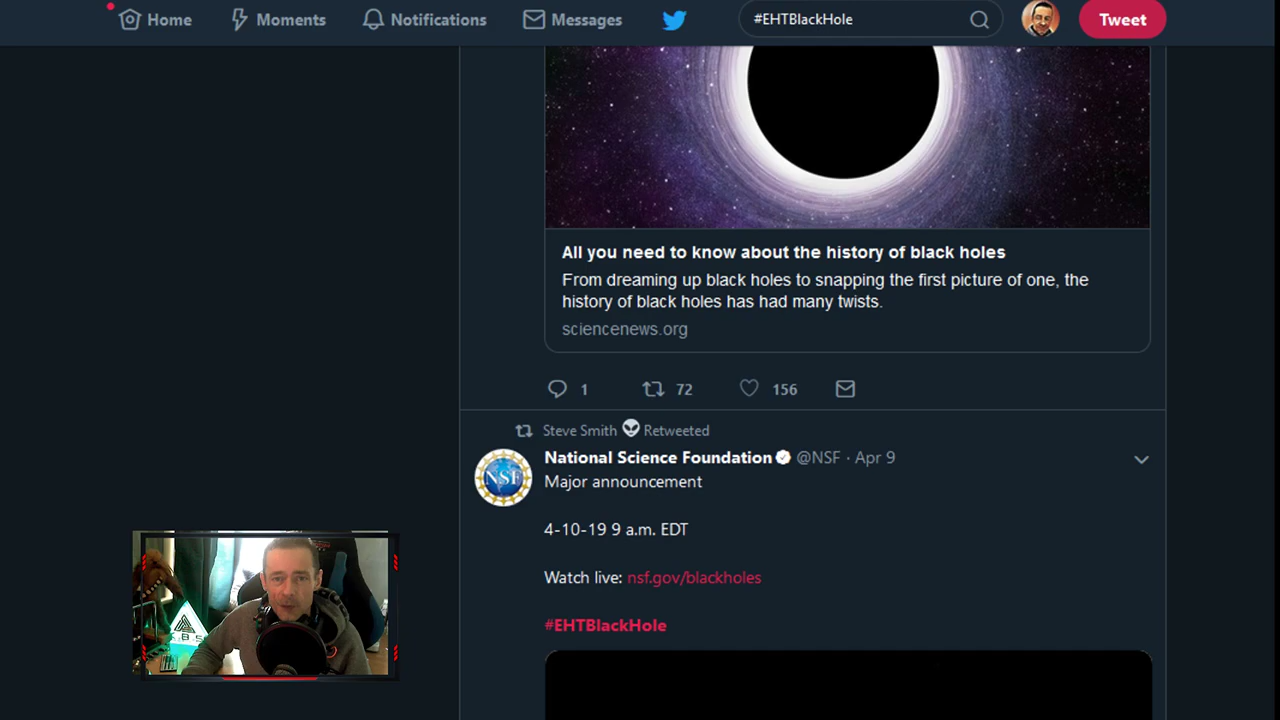 Home Moments Notifications Messages #EHTBlackHole Tweet
All you need to know about the history of black holes
From dreaming up black holes to snapping the first picture of one, the
history of black holes has had many twists.
sciencenews.org
1 72 156
Steve Smith 👽 Retweeted
National Science Foundation @NSF · Apr 9
NSF
Major announcement
4-10-19 9 a.m. EDT
Watch live: nsf.gov/blackholes
#EHTBlackHole